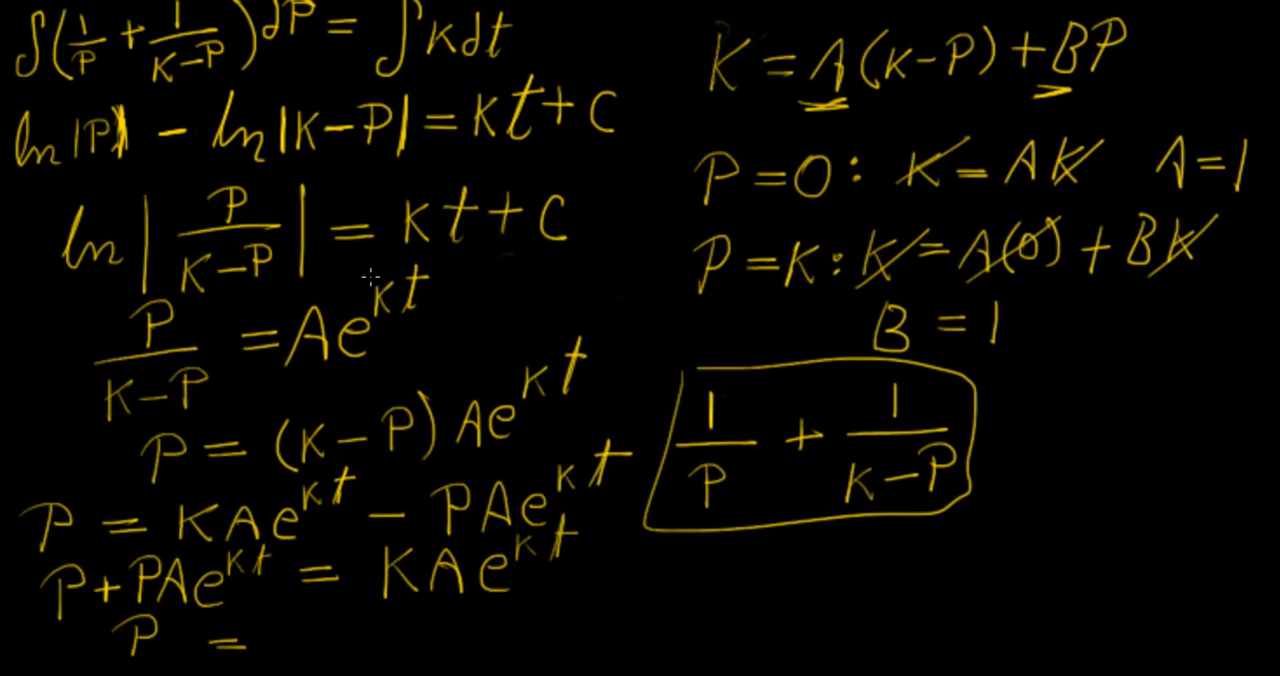 ∫(1/P + 1/(K-P))dP = ∫Kdt
ln|P| - ln|K-P| = Kt + C
ln|P/(K-P)| = Kt + C
P/(K-P) = Ae^Kt
P = (K-P)Ae^Kt
P = KAe^Kt - PAe^Kt
P + PAe^Kt = KAe^Kt
P =
K = A(K-P) + BP
P = 0: K = AK A = 1
P = K: K = A(0) + BK
B = 1
1/P + 1/(K-P)